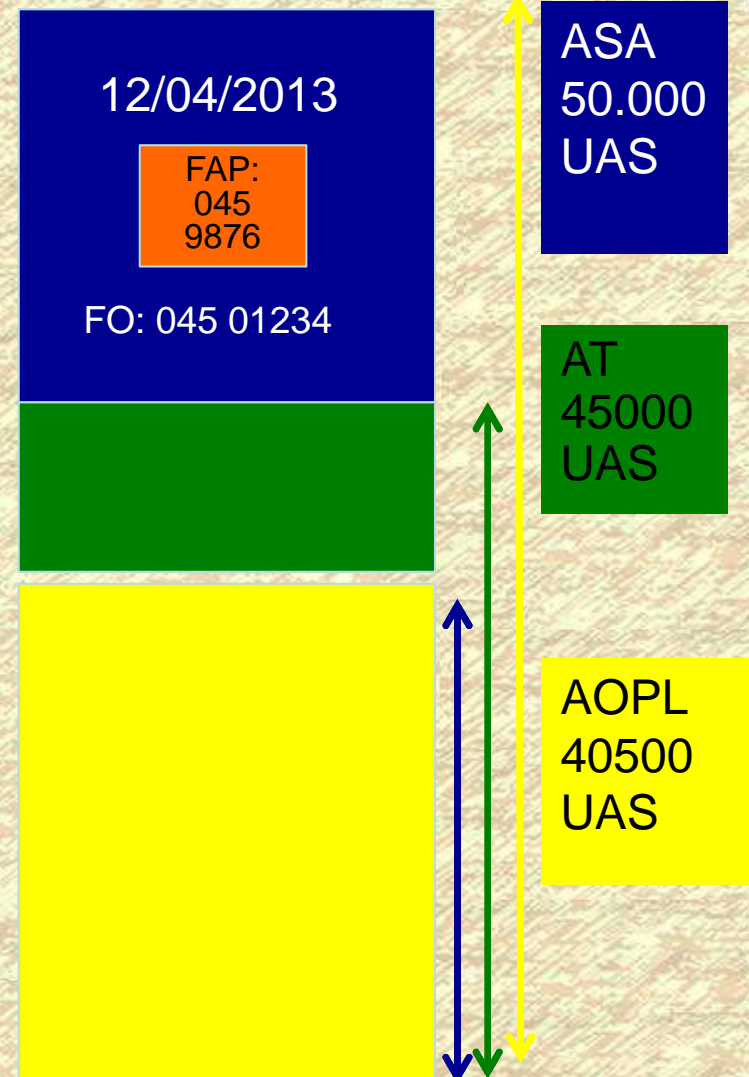 12/04/2013
FAP:
045
9876
FO: 045 01234
ASA
50.000
UAS
AT
45000
UAS
AOPL
40500
UAS